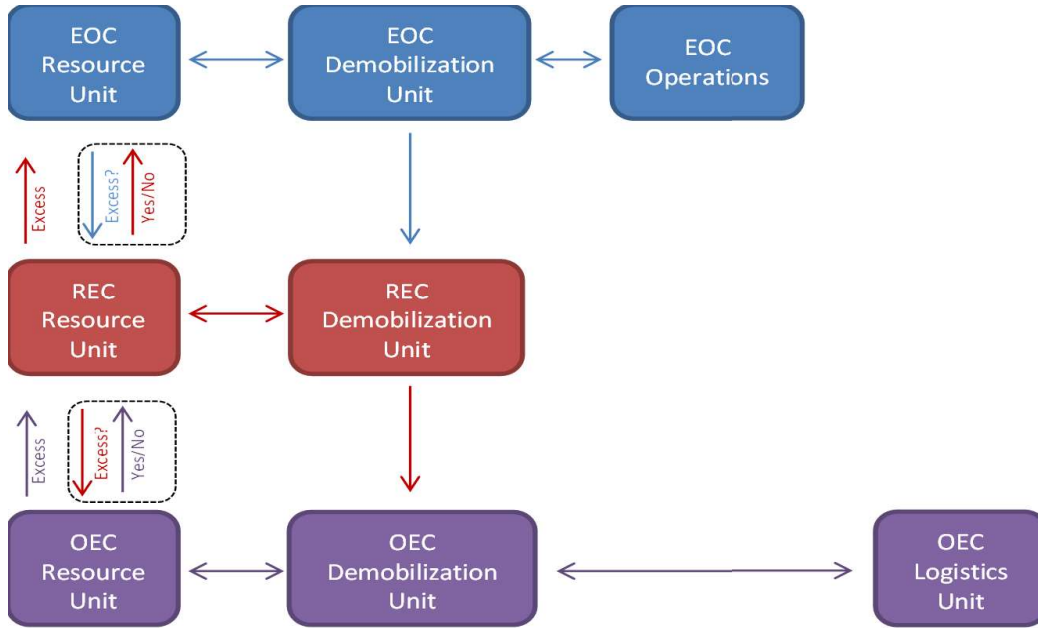 EOC
Resource
Unit
EOC
Demobilization
Unit
EOC
Operations
Excess
Excess?
Yes/No
REC
Resource
Unit
REC
Demobilization
Unit
Excess
Excess?
Yes/No
OEC
Resource
Unit
OEC
Demobilization
Unit
OEC
Logistics
Unit